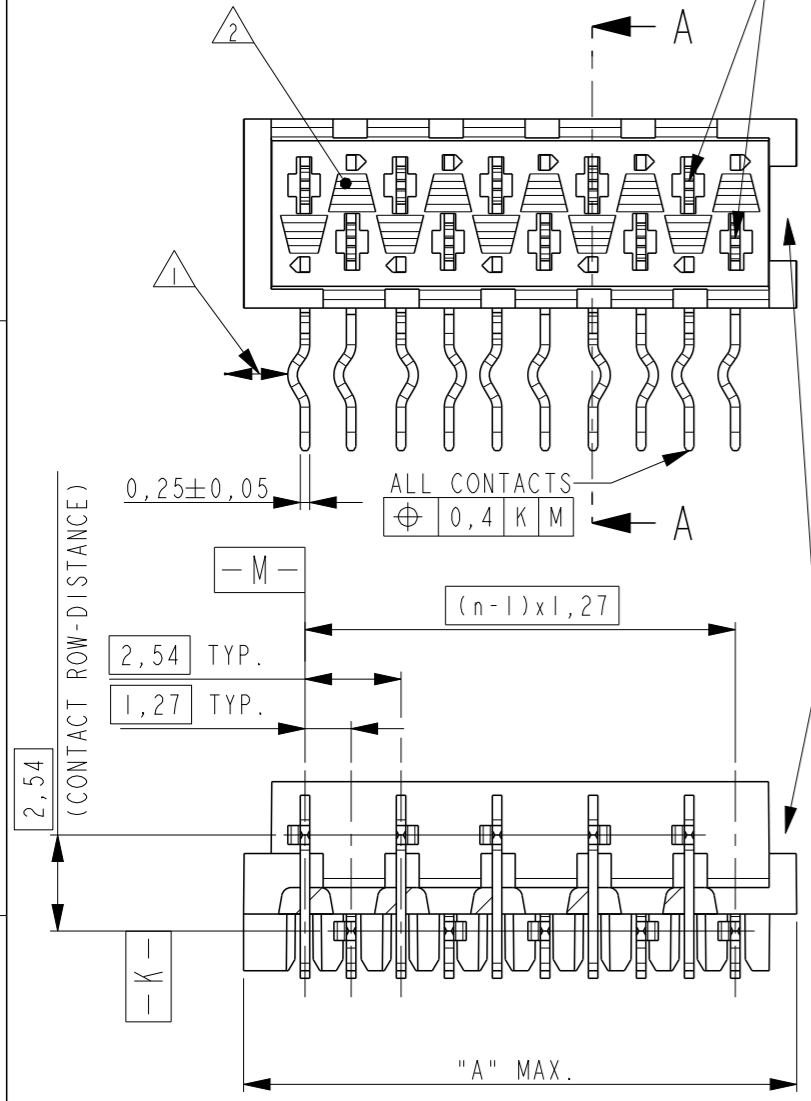 2
A
1
0,25±0,05
ALL CONTACTS
⌖ 0,4 K M
A
-M-
(n-1)x1,27
2,54 TYP.
1,27 TYP.
2,54
(CONTACT ROW-DISTANCE)
-K-
"A" MAX.